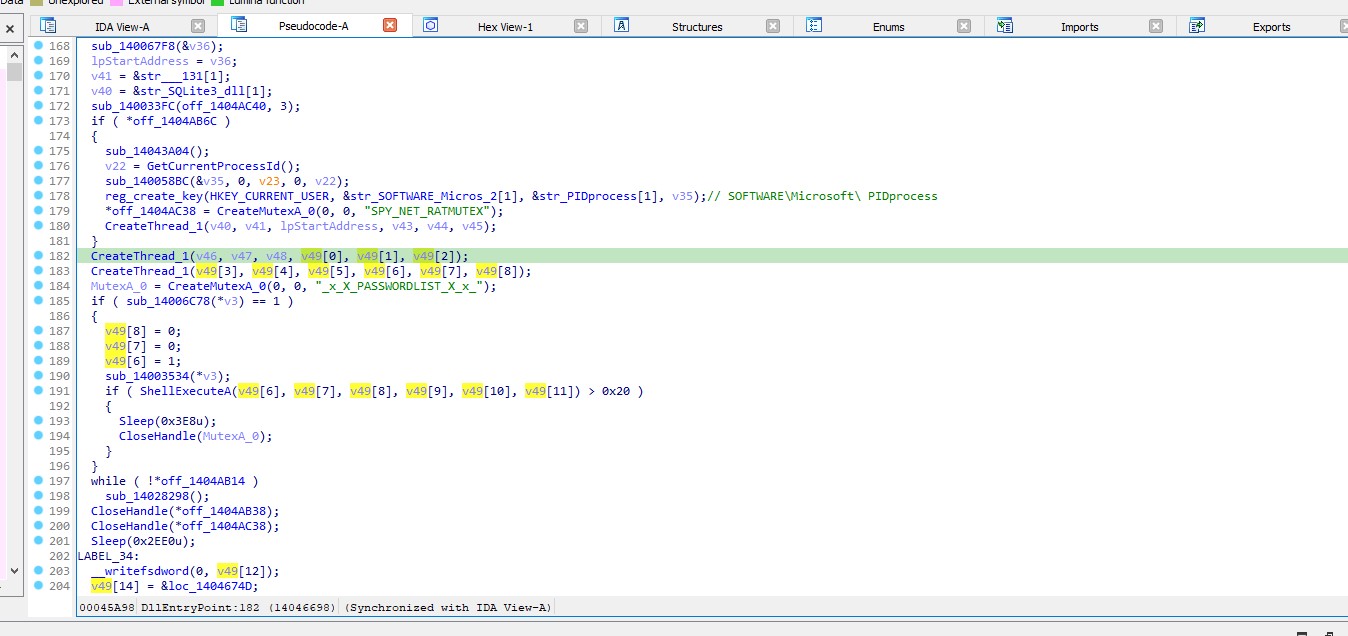 Data Unexplored External symbol Lumina function
IDA View-A Pseudocode-A Hex View-1 Structures Enums Imports Exports
168 sub_140067F8(&v36);
169 lpStartAddress = v36;
170 v41 = &str___131[1];
171 v40 = &str_SQLite3_dll[1];
172 sub_140033FC(off_1404AC40, 3);
173 if ( *off_1404AB6C )
174 {
175 sub_14043A04();
176 v22 = GetCurrentProcessId();
177 sub_140058BC(&v35, 0, v23, 0, v22);
178 reg_create_key(HKEY_CURRENT_USER, &str_SOFTWARE_Micros_2[1], &str_PIDprocess[1], v35);// SOFTWARE\Microsoft\ PIDprocess
179 *off_1404AC38 = CreateMutexA_0(0, 0, "SPY_NET_RATMUTEX");
180 CreateThread_1(v40, v41, lpStartAddress, v43, v44, v45);
181 }
182 CreateThread_1(v46, v47, v48, v49[0], v49[1], v49[2]);
183 CreateThread_1(v49[3], v49[4], v49[5], v49[6], v49[7], v49[8]);
184 MutexA_0 = CreateMutexA_0(0, 0, "_x_X_PASSWORDLIST_X_x_");
185 if ( sub_14006C78(*v3) == 1 )
186 {
187 v49[8] = 0;
188 v49[7] = 0;
189 v49[6] = 1;
190 sub_14003534(*v3);
191 if ( ShellExecuteA(v49[6], v49[7], v49[8], v49[9], v49[10], v49[11]) > 0x20 )
192 {
193 Sleep(0x3E8u);
194 CloseHandle(MutexA_0);
195 }
196 }
197 while ( !*off_1404AB14 )
198 sub_14028298();
199 CloseHandle(*off_1404AB38);
200 CloseHandle(*off_1404AC38);
201 Sleep(0x2EE0u);
202 LABEL_34:
203 __writefsdword(0, v49[12]);
204 v49[14] = &loc_1404674D;
00045A98 DllEntryPoint:182 (14046698) (Synchronized with IDA View-A)